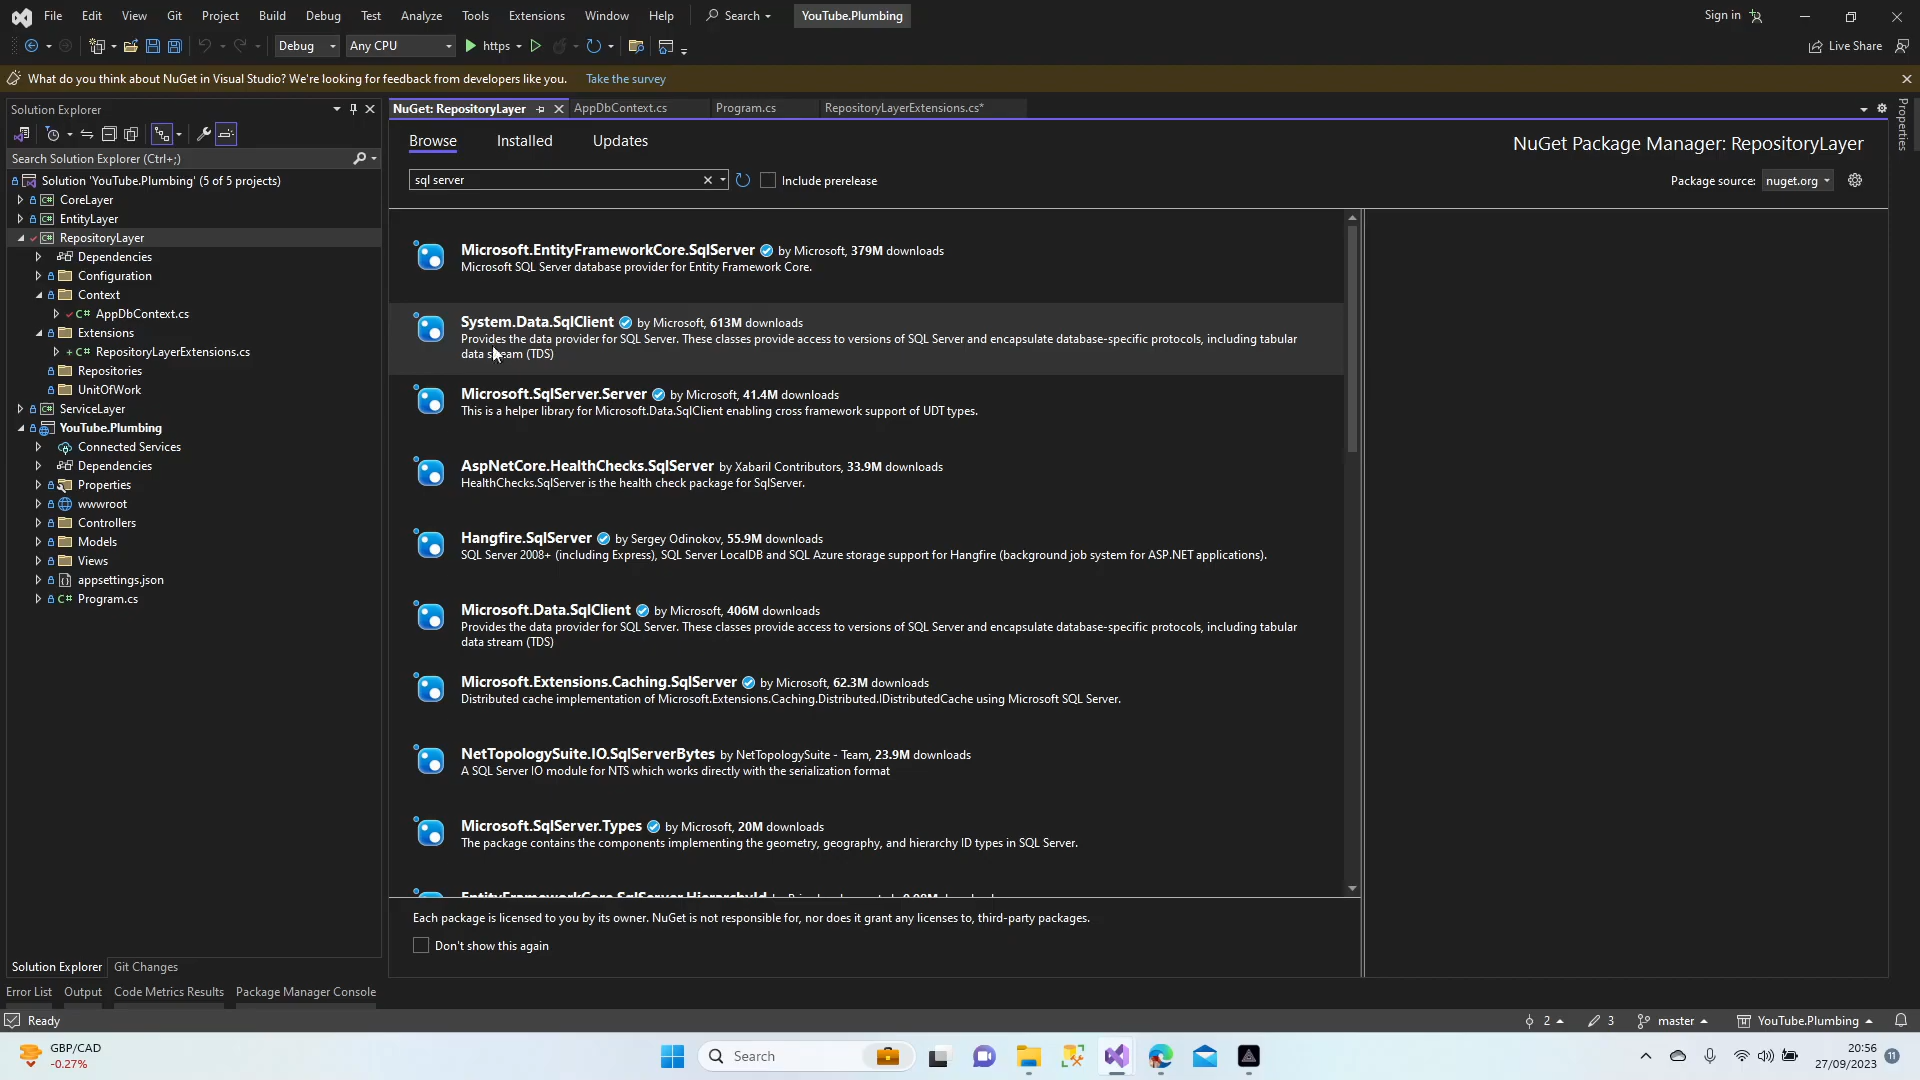 File Edit View Git Project Build Debug Test Analyze Tools Extensions Window Help Search YouTube.Plumbing Sign in
Debug Any CPU https Live Share
What do you think about NuGet in Visual Studio? We're looking for feedback from developers like you. Take the survey
Solution Explorer
NuGet: RepositoryLayer AppDbContext.cs Program.cs RepositoryLayerExtensions.cs*
Properties
Search Solution Explorer (Ctrl+;)
Solution 'YouTube.Plumbing' (5 of 5 projects)
CoreLayer
EntityLayer
RepositoryLayer
Dependencies
Configuration
Context
AppDbContext.cs
Extensions
RepositoryLayerExtensions.cs
Repositories
UnitOfWork
ServiceLayer
YouTube.Plumbing
Connected Services
Dependencies
Properties
wwwroot
Controllers
Models
Views
appsettings.json
Program.cs
Solution Explorer Git Changes
Browse Installed Updates
NuGet Package Manager: RepositoryLayer
sql server
Include prerelease
Package source: nuget.org
Microsoft.EntityFrameworkCore.SqlServer by Microsoft, 379M downloads
Microsoft SQL Server database provider for Entity Framework Core.
System.Data.SqlClient by Microsoft, 613M downloads
Provides the data provider for SQL Server. These classes provide access to versions of SQL Server and encapsulate database-specific protocols, including tabular
data stream (TDS)
Microsoft.SqlServer.Server by Microsoft, 41.4M downloads
This is a helper library for Microsoft.Data.SqlClient enabling cross framework support of UDT types.
AspNetCore.HealthChecks.SqlServer by Xabaril Contributors, 33.9M downloads
HealthChecks.SqlServer is the health check package for SqlServer.
Hangfire.SqlServer by Sergey Odinokov, 55.9M downloads
SQL Server 2008+ (including Express), SQL Server LocalDB and SQL Azure storage support for Hangfire (background job system for ASP.NET applications).
Microsoft.Data.SqlClient by Microsoft, 406M downloads
Provides the data provider for SQL Server. These classes provide access to versions of SQL Server and encapsulate database-specific protocols, including tabular
data stream (TDS)
Microsoft.Extensions.Caching.SqlServer by Microsoft, 62.3M downloads
Distributed cache implementation of Microsoft.Extensions.Caching.Distributed.IDistributedCache using Microsoft SQL Server.
NetTopologySuite.IO.SqlServerBytes by NetTopologySuite - Team, 23.9M downloads
A SQL Server IO module for NTS which works directly with the serialization format
Microsoft.SqlServer.Types by Microsoft, 20M downloads
The package contains the components implementing the geometry, geography, and hierarchy ID types in SQL Server.
EntityFrameworkCore.SqlServer.HierarchyId
Each package is licensed to you by its owner. NuGet is not responsible for, nor does it grant any licenses to, third-party packages.
Don't show this again
Error List Output Code Metrics Results Package Manager Console
Ready 2 3 master YouTube.Plumbing
GBP/CAD
-0.27%
Search
20:56
27/09/2023
11